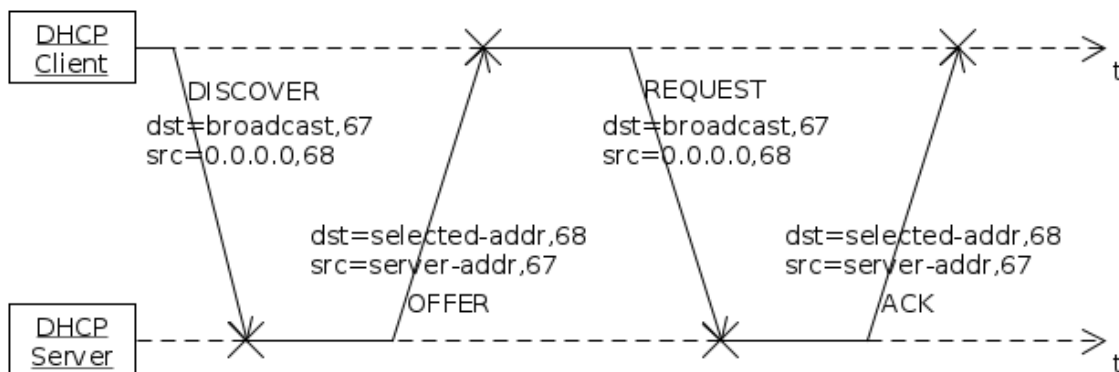 DHCP
Client
t
DISCOVER
dst=broadcast,67
src=0.0.0.0,68
REQUEST
dst=broadcast,67
src=0.0.0.0,68
dst=selected-addr,68
src=server-addr,67
OFFER
dst=selected-addr,68
src=server-addr,67
ACK
DHCP
Server
t